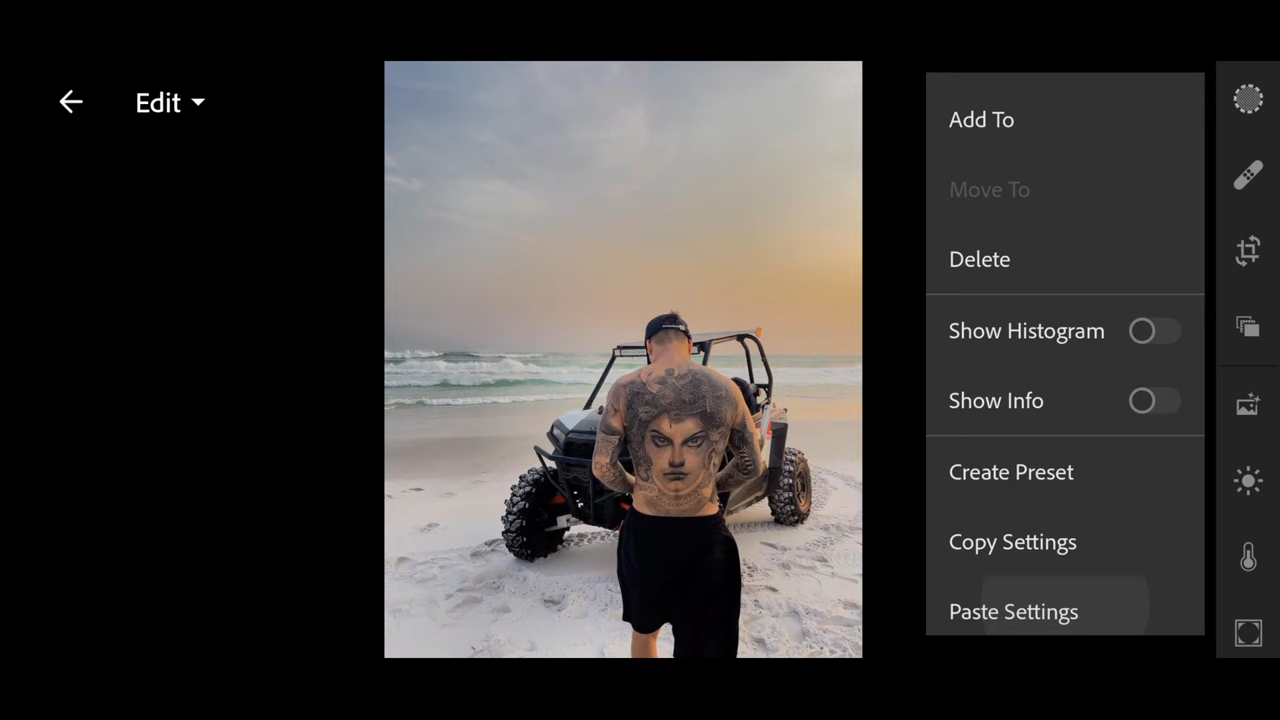 Edit
Add To
Move To
Delete
Show Histogram
Show Info
Create Preset
Copy Settings
Paste Settings